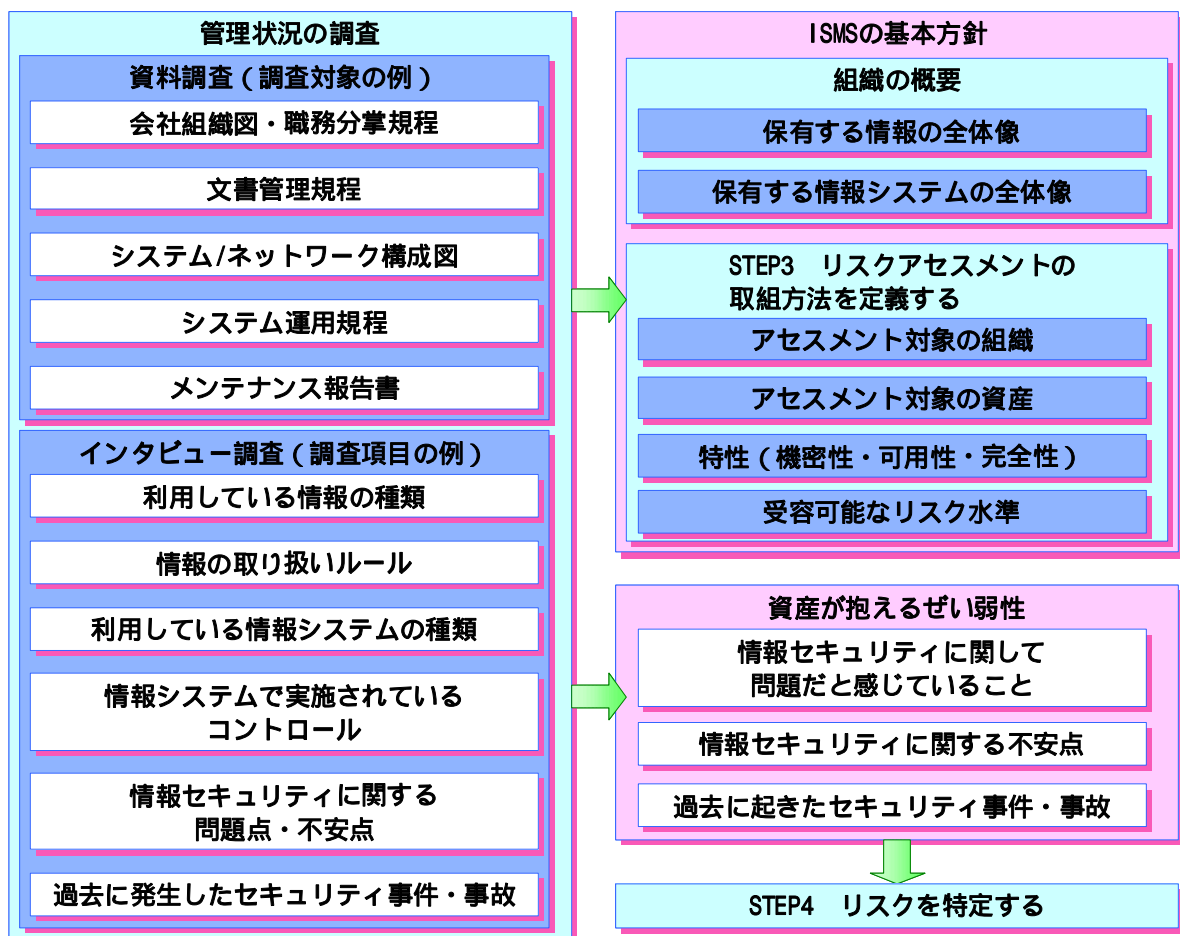 管理状況の調査
資料調査(調査対象の例)
会社組織図・職務分掌規程
文書管理規程
システム/ネットワーク構成図
システム運用規程
メンテナンス報告書
インタビュー調査(調査項目の例)
利用している情報の種類
情報の取り扱いルール
利用している情報システムの種類
情報システムで実施されている
コントロール
情報セキュリティに関する
問題点・不安点
過去に発生したセキュリティ事件・事故
ISMSの基本方針
組織の概要
保有する情報の全体像
保有する情報システムの全体像
STEP3 リスクアセスメントの
取組方法を定義する
アセスメント対象の組織
アセスメント対象の資産
特性(機密性・可用性・完全性)
受容可能なリスク水準
資産が抱えるぜい弱性
情報セキュリティに関して
問題だと感じていること
情報セキュリティに関する不安点
過去に起きたセキュリティ事件・事故
STEP4 リスクを特定する